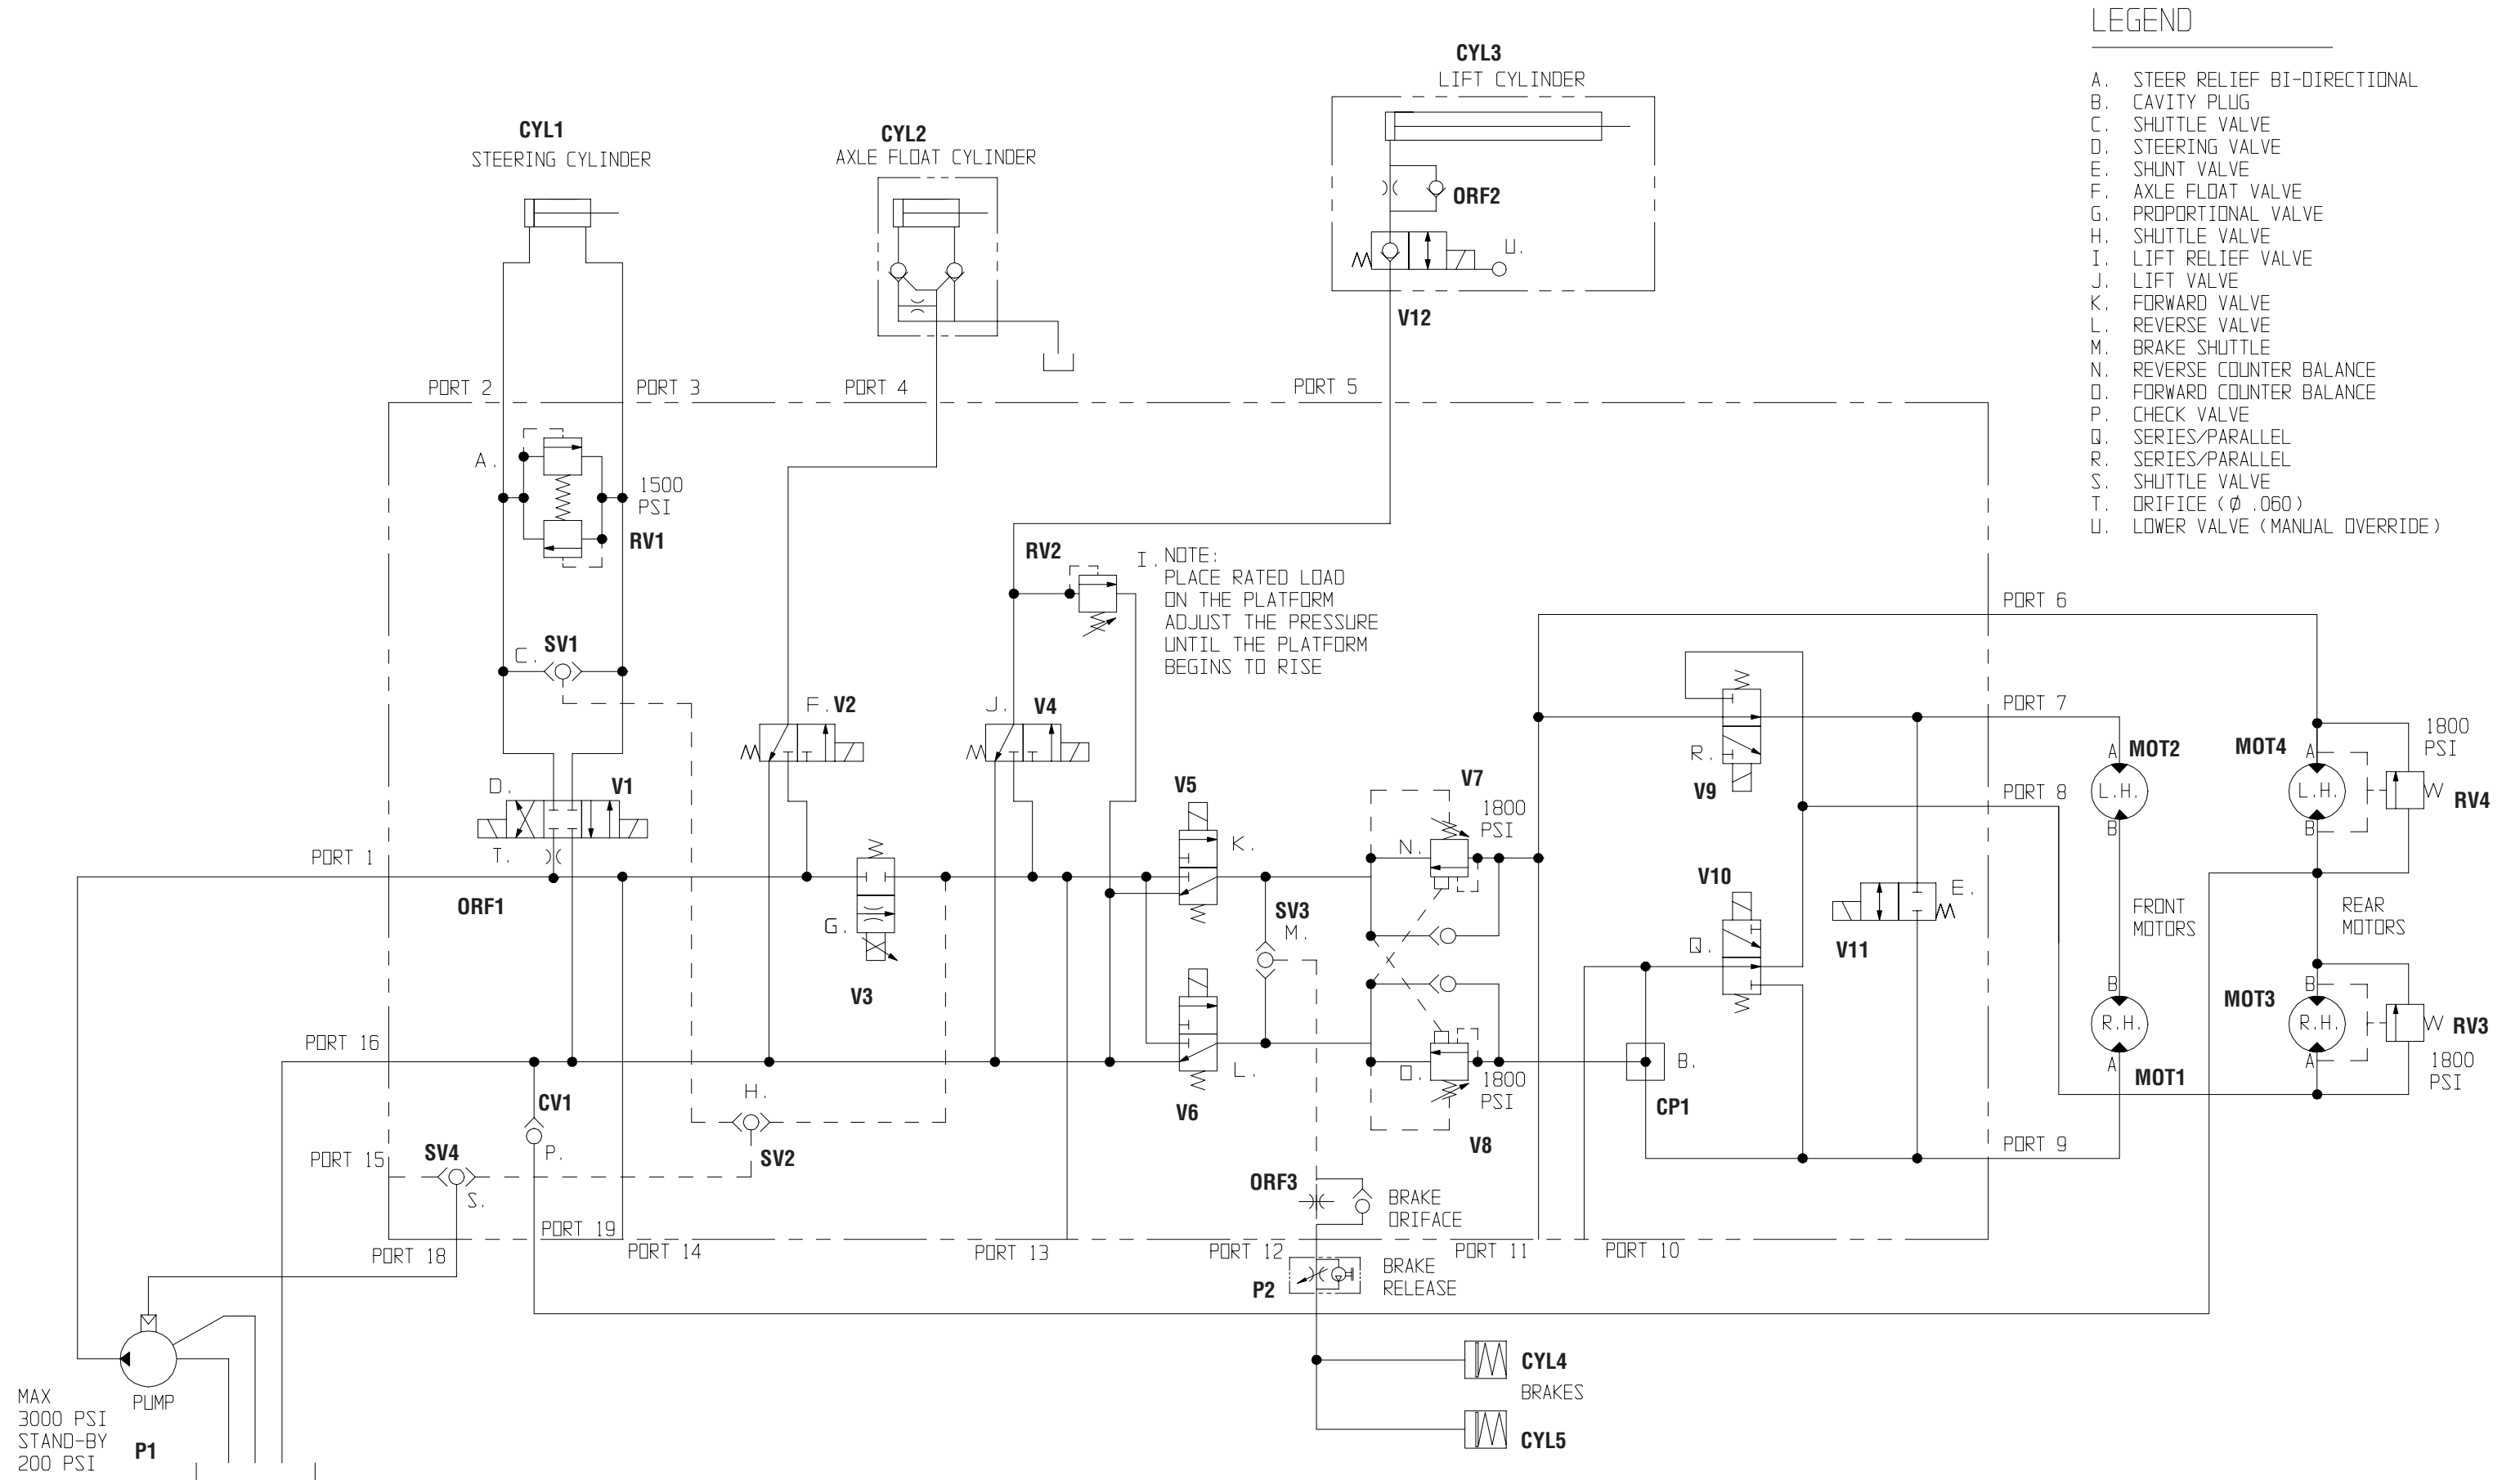 LEGEND
A. STEER RELIEF BI-DIRECTIONAL
B. CAVITY PLUG
C. SHUTTLE VALVE
D. STEERING VALVE
E. SHUNT VALVE
F. AXLE FLOAT VALVE
G. PROPORTIONAL VALVE
H. SHUTTLE VALVE
I. LIFT RELIEF VALVE
J. LIFT VALVE
K. FORWARD VALVE
L. REVERSE VALVE
M. BRAKE SHUTTLE
N. REVERSE COUNTER BALANCE
O. FORWARD COUNTER BALANCE
P. CHECK VALVE
Q. SERIES/PARALLEL
R. SERIES/PARALLEL
S. SHUTTLE VALVE
T. ORIFICE (Ø .060)
U. LOWER VALVE (MANUAL OVERRIDE)
CYL3
LIFT CYLINDER
CYL1
STEERING CYLINDER
CYL2
AXLE FLOAT CYLINDER
ORF2
U.
V12
PORT 2
PORT 3
PORT 4
PORT 5
A.
1500
PSI
RV1
RV2
I. NOTE:
PLACE RATED LOAD
ON THE PLATFORM
ADJUST THE PRESSURE
UNTIL THE PLATFORM
BEGINS TO RISE
PORT 6
C. SV1
F. V2
J. V4
PORT 7
1800
PSI
R.
V9
A MOT2
MOT4 A
D. V1
V5
V7
1800
PSI
PORT 8
L.H.
L.H.
RV4
B
B
T.
K.
N.
PORT 1
ORF1
V10
G.
V3
SV3
M.
E.
V11
FRONT
MOTORS
REAR
MOTORS
Q.
B
B
MOT3
R.H.
R.H.
RV3
1800
PSI
PORT 16
L.
O.
1800
PSI
B.
A
A
MOT1
CV1
H.
V6
CP1
V8
P.
SV2
PORT 15
SV4
S.
PORT 9
ORF3
BRAKE
ORIFACE
PORT 19
PORT 18
PORT 14
PORT 13
PORT 12
PORT 11
PORT 10
P2
BRAKE
RELEASE
CYL4
BRAKES
CYL5
PUMP
P1
MAX
3000 PSI
STAND-BY
200 PSI